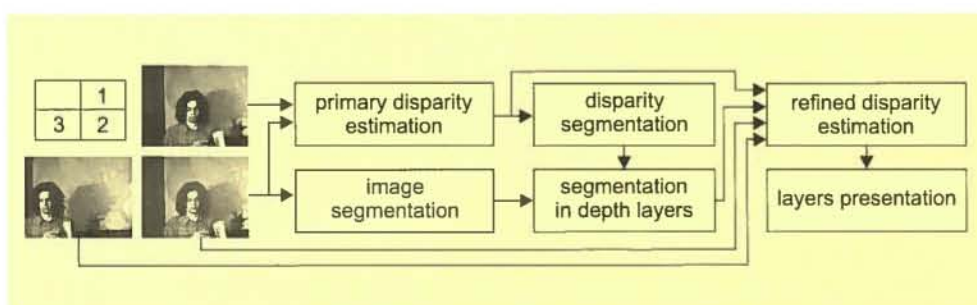 1
3 2
primary disparity
estimation
disparity
segmentation
refined disparity
estimation
image
segmentation
segmentation
in depth layers
layers presentation